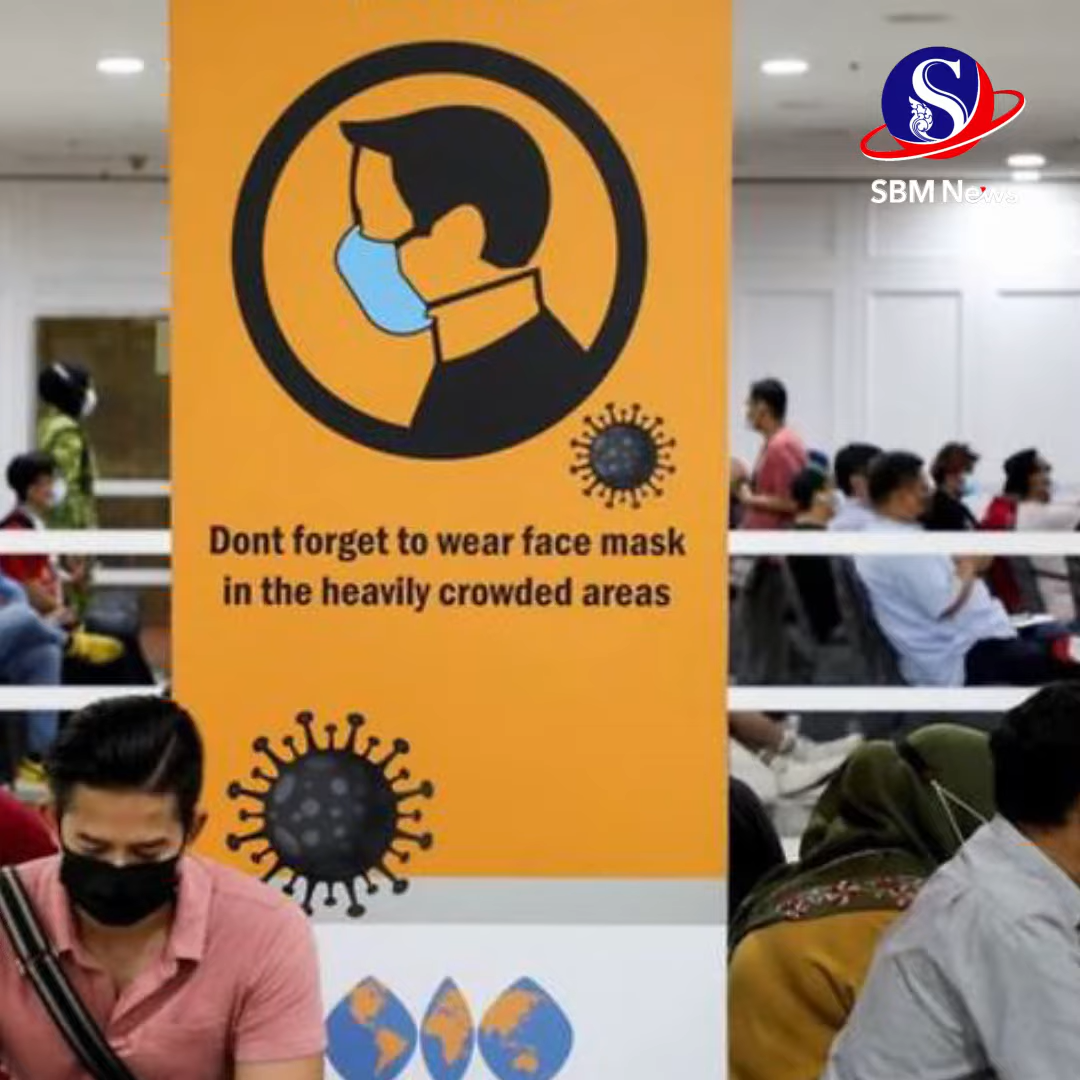 SBM News
Dont forget to wear face mask
in the heavily crowded areas